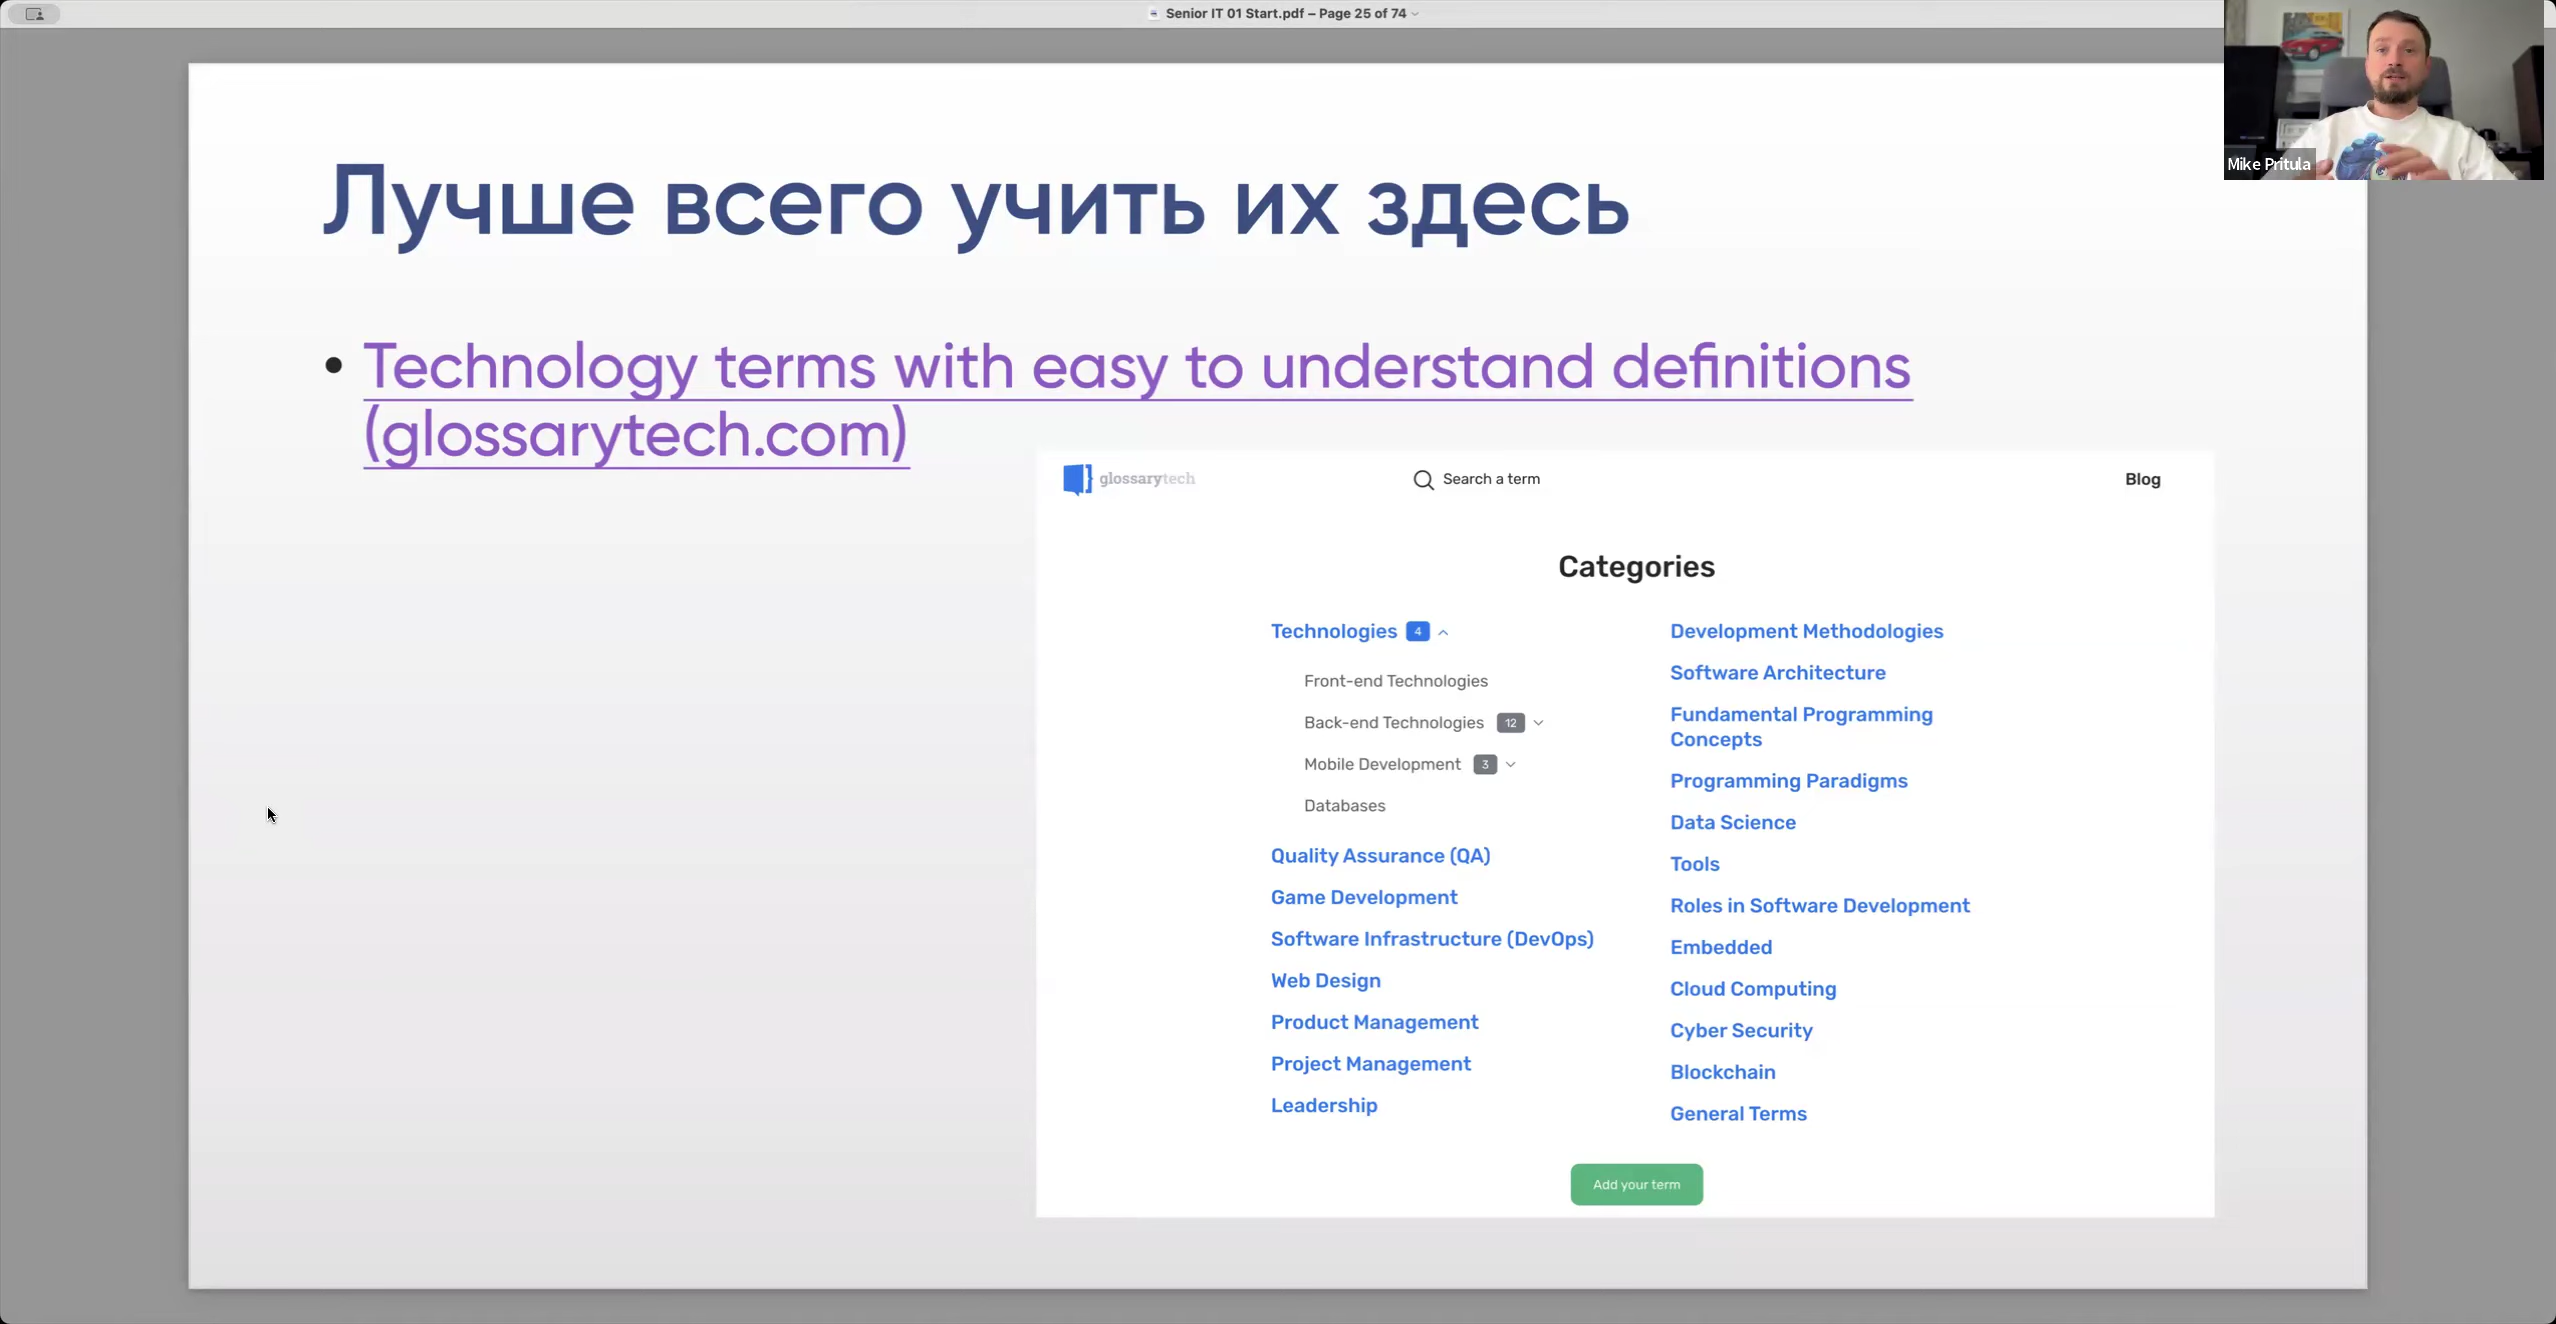 Senior IT 01 Start.pdf – Page 25 of 74
Mike Pritula
Лучше всего учить их здесь
• Technology terms with easy to understand definitions
(glossarytech.com)
glossarytech
Search a term
Blog
Categories
Technologies 4
Front-end Technologies
Back-end Technologies 12
Mobile Development 3
Databases
Quality Assurance (QA)
Game Development
Software Infrastructure (DevOps)
Web Design
Product Management
Project Management
Leadership
Development Methodologies
Software Architecture
Fundamental Programming
Concepts
Programming Paradigms
Data Science
Tools
Roles in Software Development
Embedded
Cloud Computing
Cyber Security
Blockchain
General Terms
Add your term